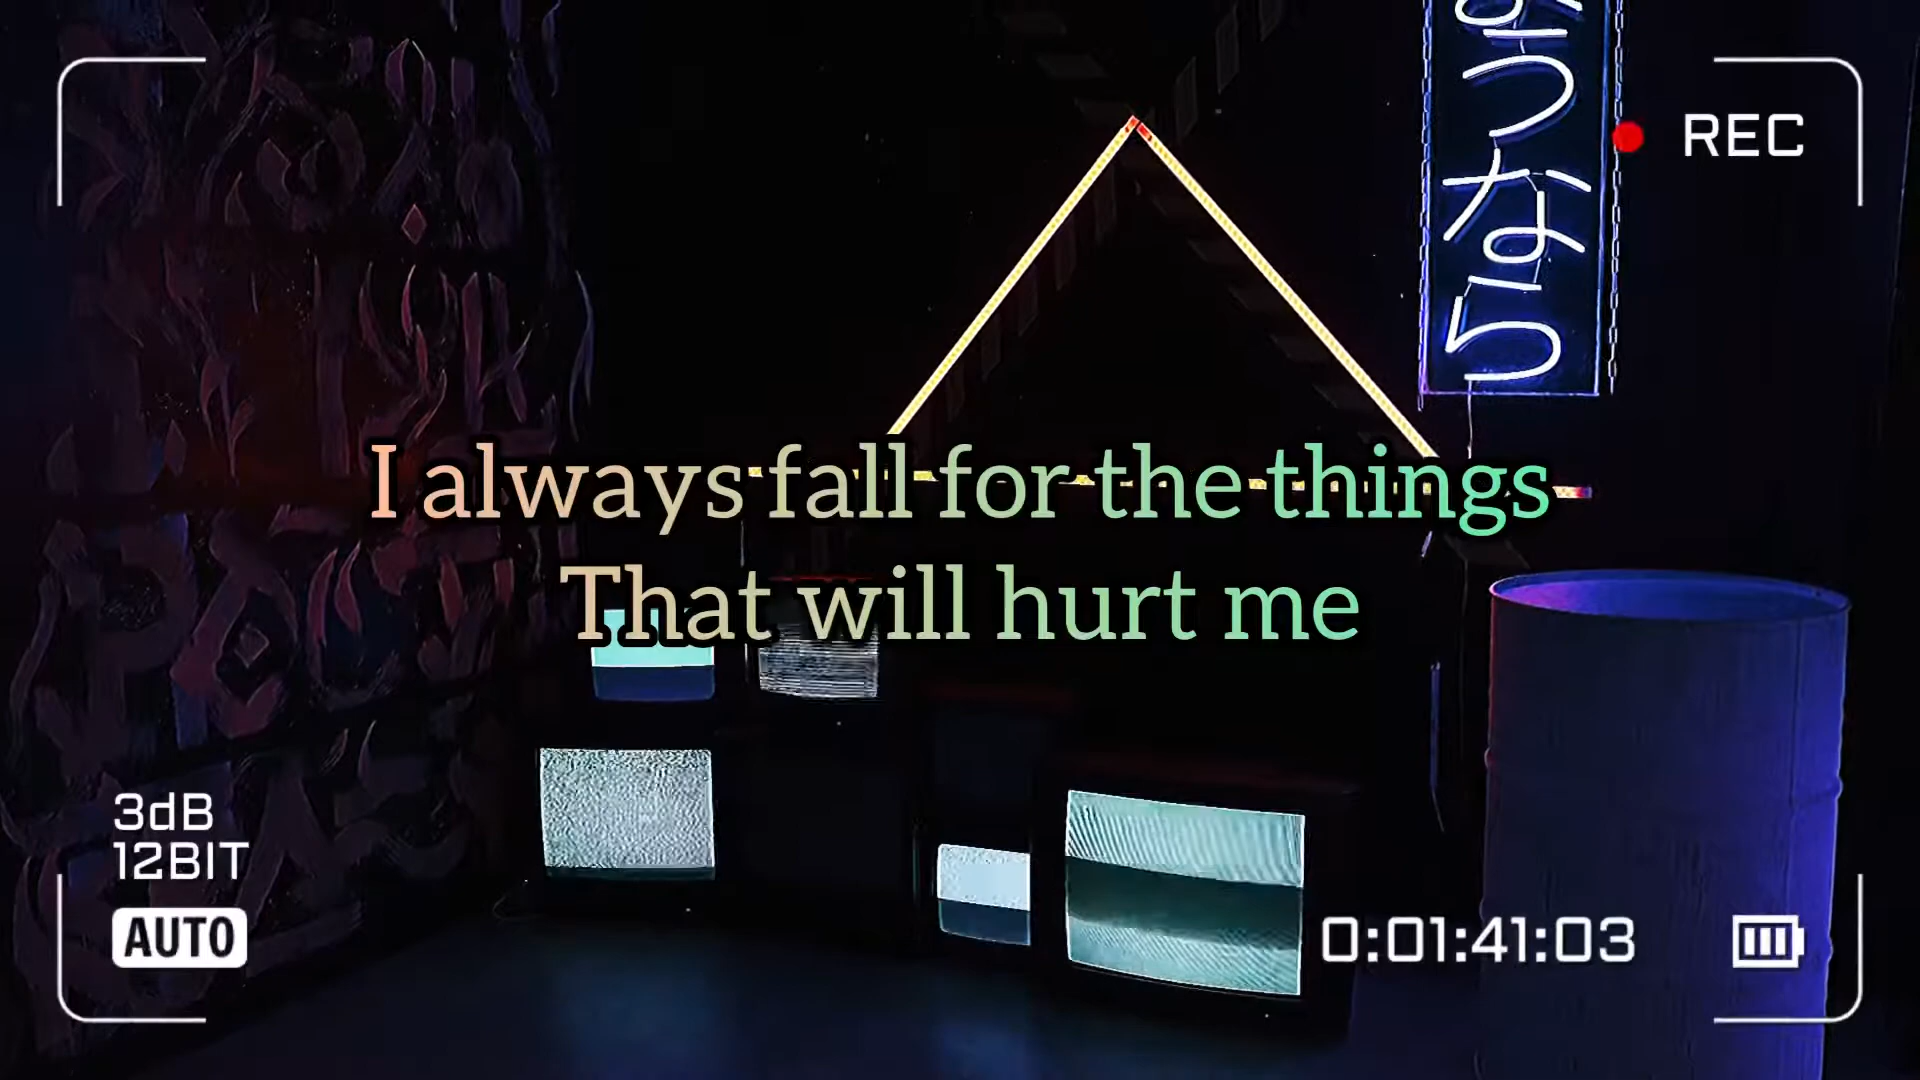 うなら
REC
I always fall for the things
That will hurt me
3dB
12BIT
AUTO
0:01:41:03